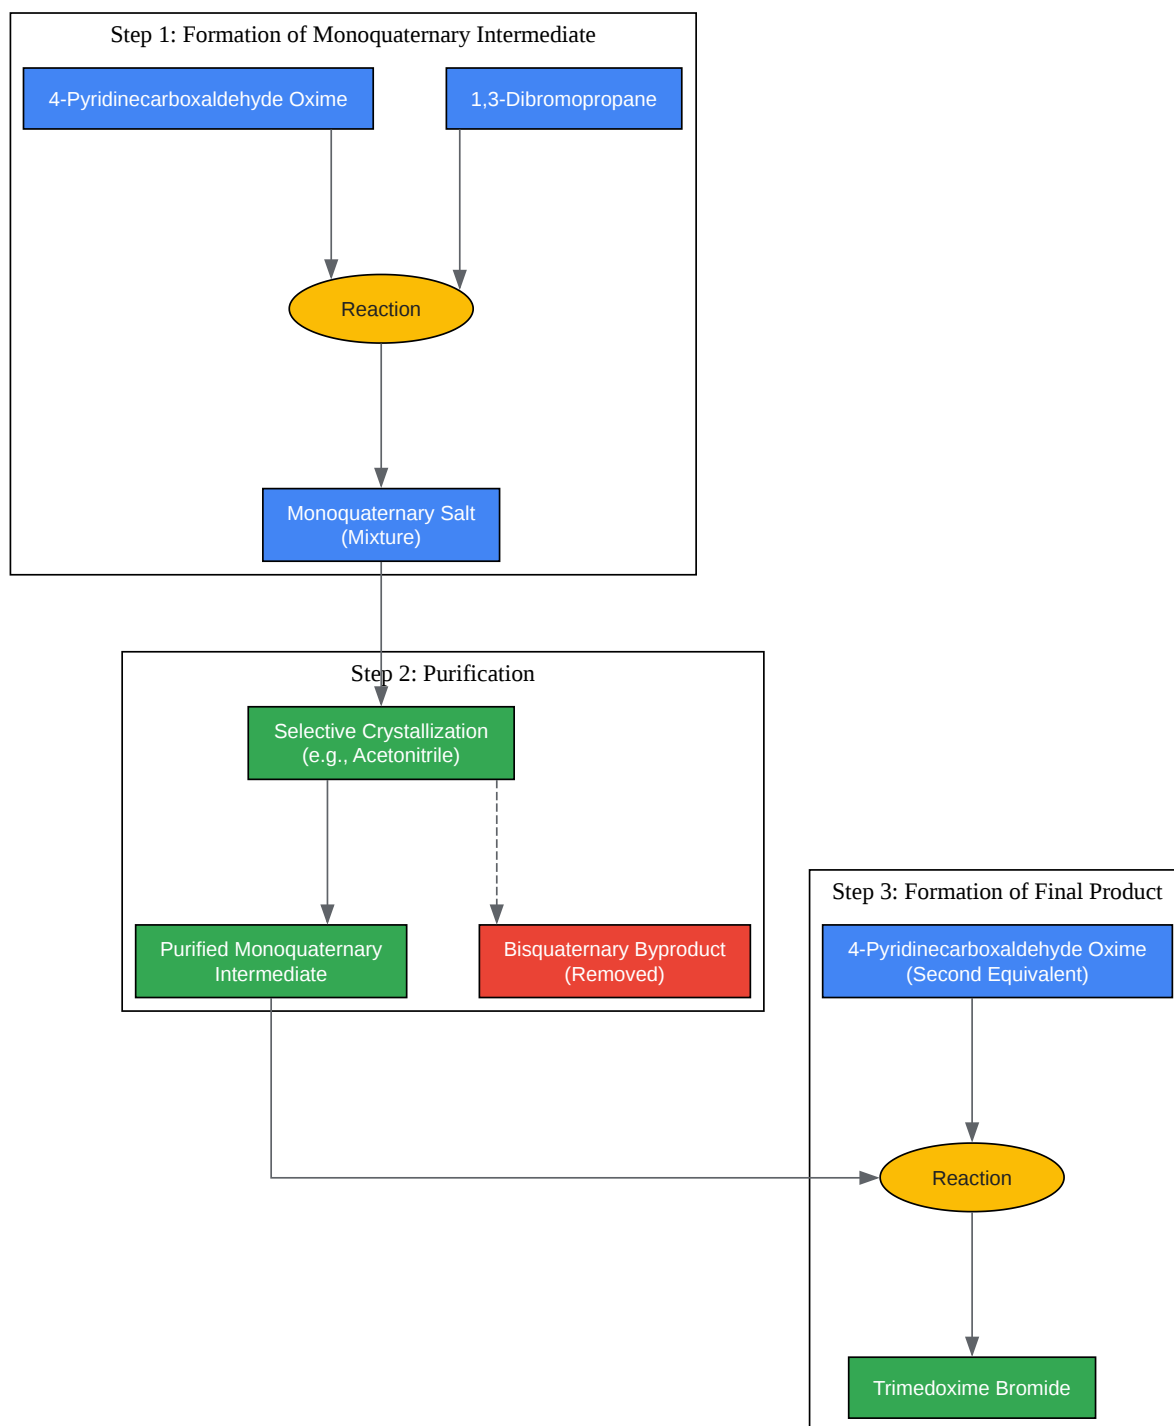 Step 1: Formation of Monoquaternary Intermediate
4-Pyridinecarboxaldehyde Oxime
1,3-Dibromopropane
Reaction
Monoquaternary Salt
(Mixture)
Step 2: Purification
Selective Crystallization
(e.g., Acetonitrile)
Purified Monoquaternary
Intermediate
Bisquaternary Byproduct
(Removed)
Step 3: Formation of Final Product
4-Pyridinecarboxaldehyde Oxime
(Second Equivalent)
Reaction
Trimedoxime Bromide